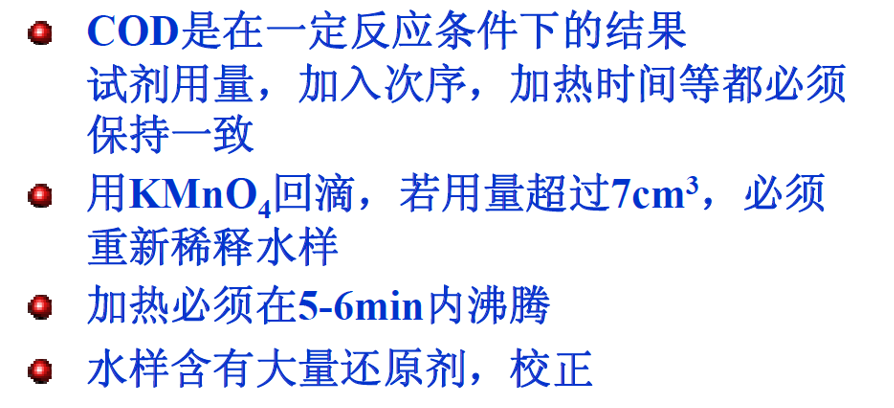 COD是在一定反应条件下的结果
试剂用量，加入次序，加热时间等都必须
保持一致
用KMnO₄回滴，若用量超过7cm³，必须
重新稀释水样
加热必须在5-6min内沸腾
水样含有大量还原剂，校正